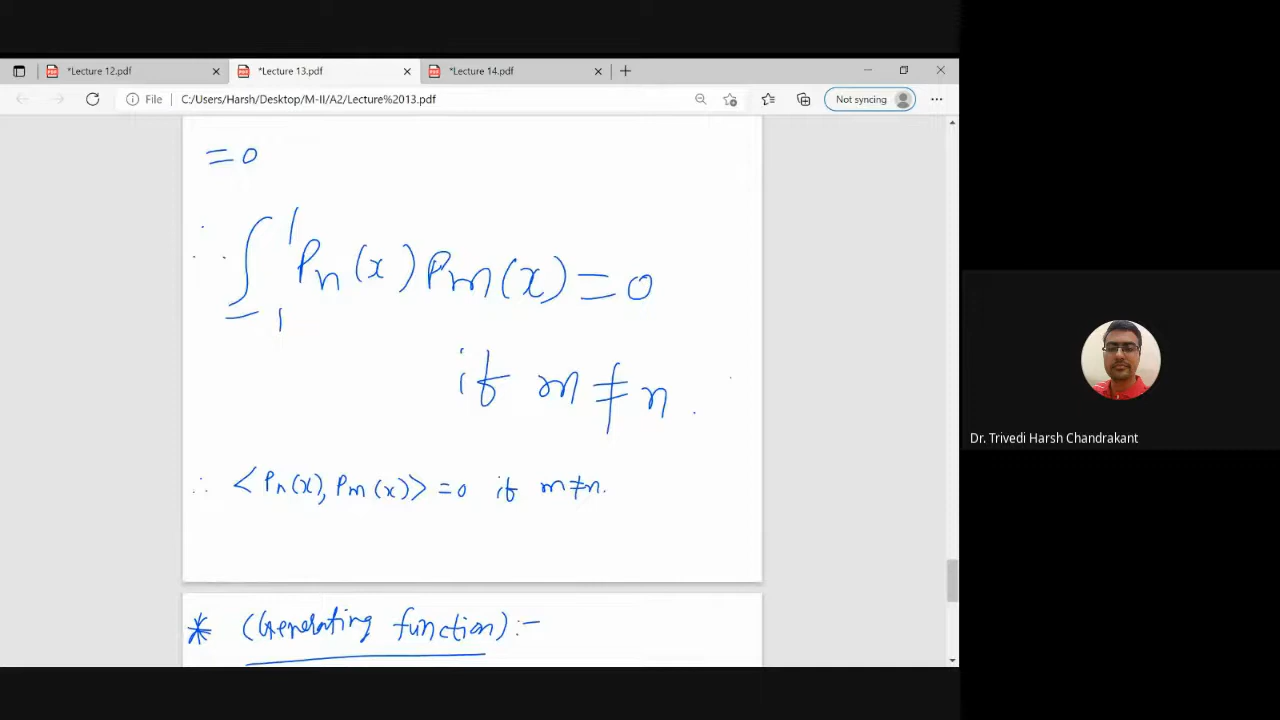 *Lecture 12.pdf
*Lecture 13.pdf
*Lecture 14.pdf
File
C:/Users/Harsh/Desktop/M-II/A2/Lecture%2013.pdf
Not syncing
= 0
∴ ∫_{-1}^{1} Pn(x) Pm(x) = 0
if m ≠ n.
∴ <Pn(x), Pm(x)> = 0 if m≠n.
* (Generating function) :-
Dr. Trivedi Harsh Chandrakant